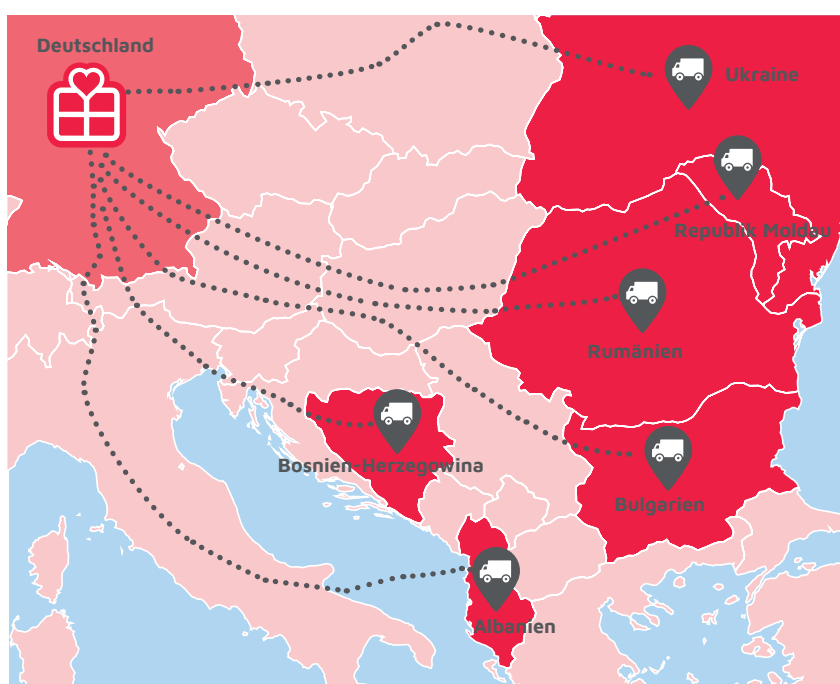 Deutschland
Ukraine
Republik Moldau
Rumänien
Bosnien-Herzegowina
Bulgarien
Albanien